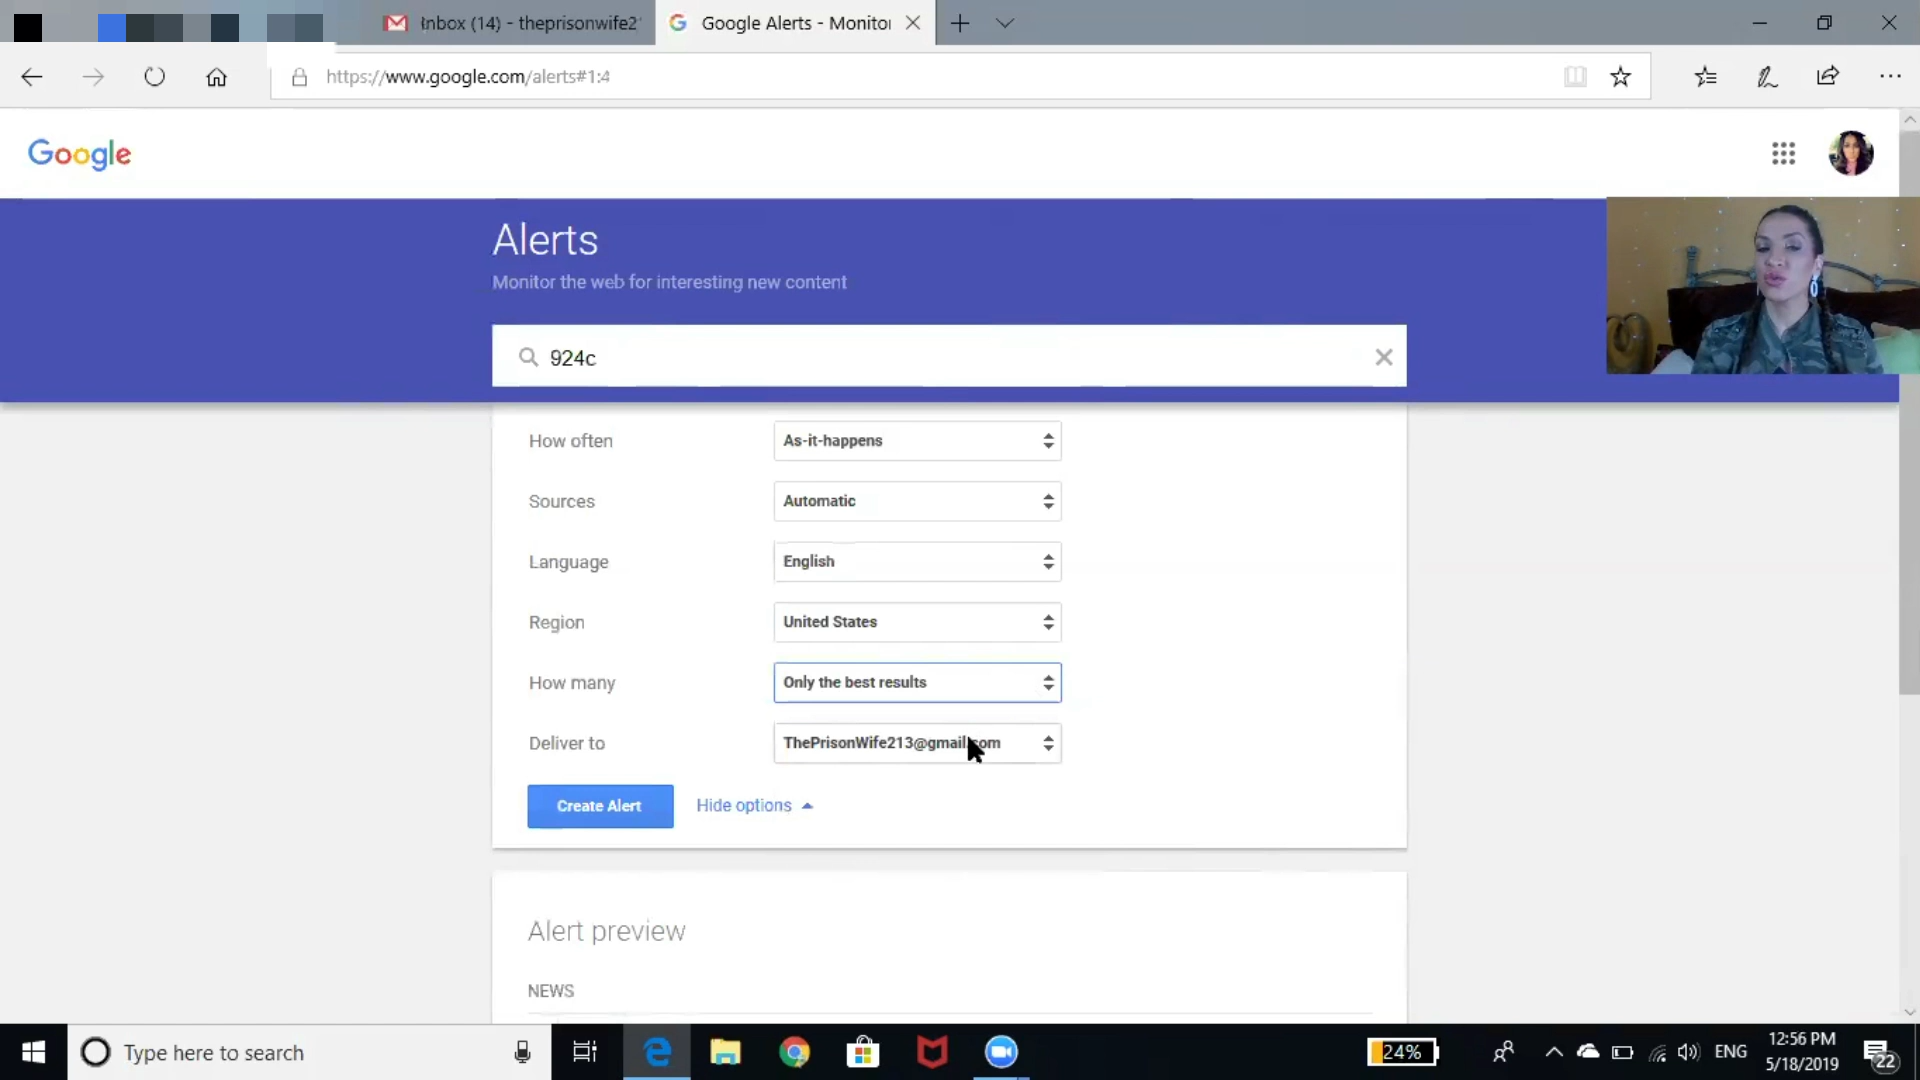 Inbox (14) - theprisonwife21
Google Alerts - Monitor
https://www.google.com/alerts#1:4
Google
Alerts
Monitor the web for interesting new content
924c
How often
As-it-happens
Sources
Automatic
Language
English
Region
United States
How many
Only the best results
Deliver to
ThePrisonWife213@gmail.com
Create Alert
Hide options
Alert preview
NEWS
Type here to search
24%
ENG
12:56 PM
5/18/2019
22